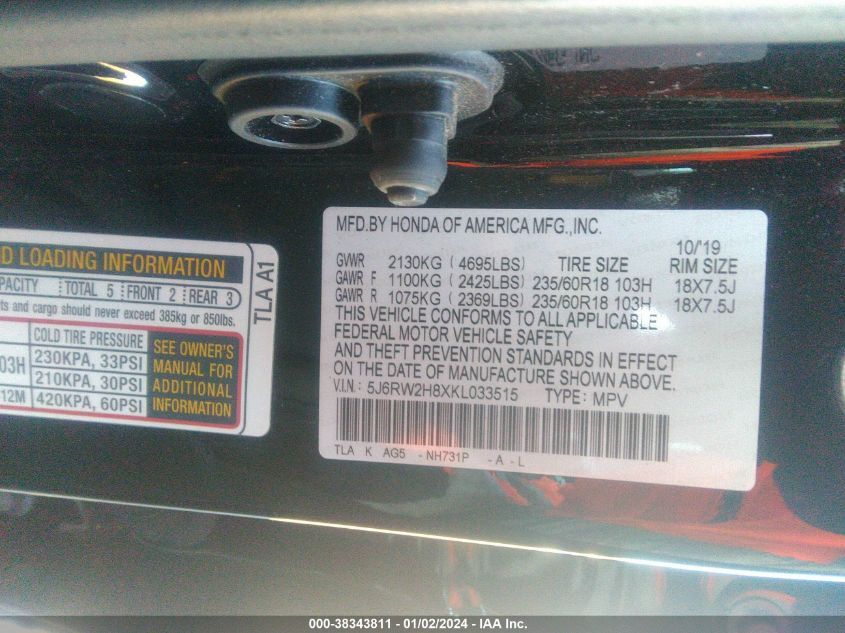 MFD.BY HONDA OF AMERICA MFG.,INC.
10/'19
GVWR 2130KG ( 4695LBS) TIRE SIZE RIM SIZE
GAWR F 1100KG ( 2425LBS) 235/60R18 103H 18X7.5J
GAWR R 1075KG ( 2369LBS) 235/60R18 103H 18X7.5J
THIS VEHICLE CONFORMS TO ALL APPLICABLE
FEDERAL MOTOR VEHICLE SAFETY
AND THEFT PREVENTION STANDARDS IN EFFECT
ON THE DATE OF MANUFACTURE SHOWN ABOVE.
V.I.N.: 5J6RW2H8XKL033515 TYPE: MPV
TLA K AG5 -NH731P -A-L
D LOADING INFORMATION
APACITY TOTAL 5 FRONT 2 REAR 3
nts and cargo should never exceed 385kg or 850lbs.
COLD TIRE PRESSURE
03H 230KPA, 33PSI
210KPA, 30PSI
12M 420KPA, 60PSI
SEE OWNER'S
MANUAL FOR
ADDITIONAL
INFORMATION
TLA A1
000-38343811 - 01/02/2024 - IAA Inc.